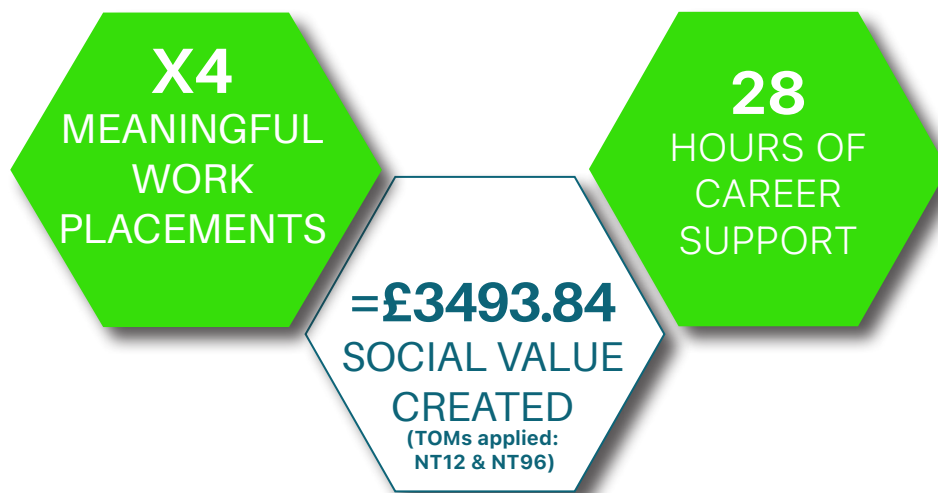 X4
MEANINGFUL
WORK
PLACEMENTS
28
HOURS OF
CAREER
SUPPORT
=£3493.84
SOCIAL VALUE
CREATED
(TOMs applied:
NT12 & NT96)